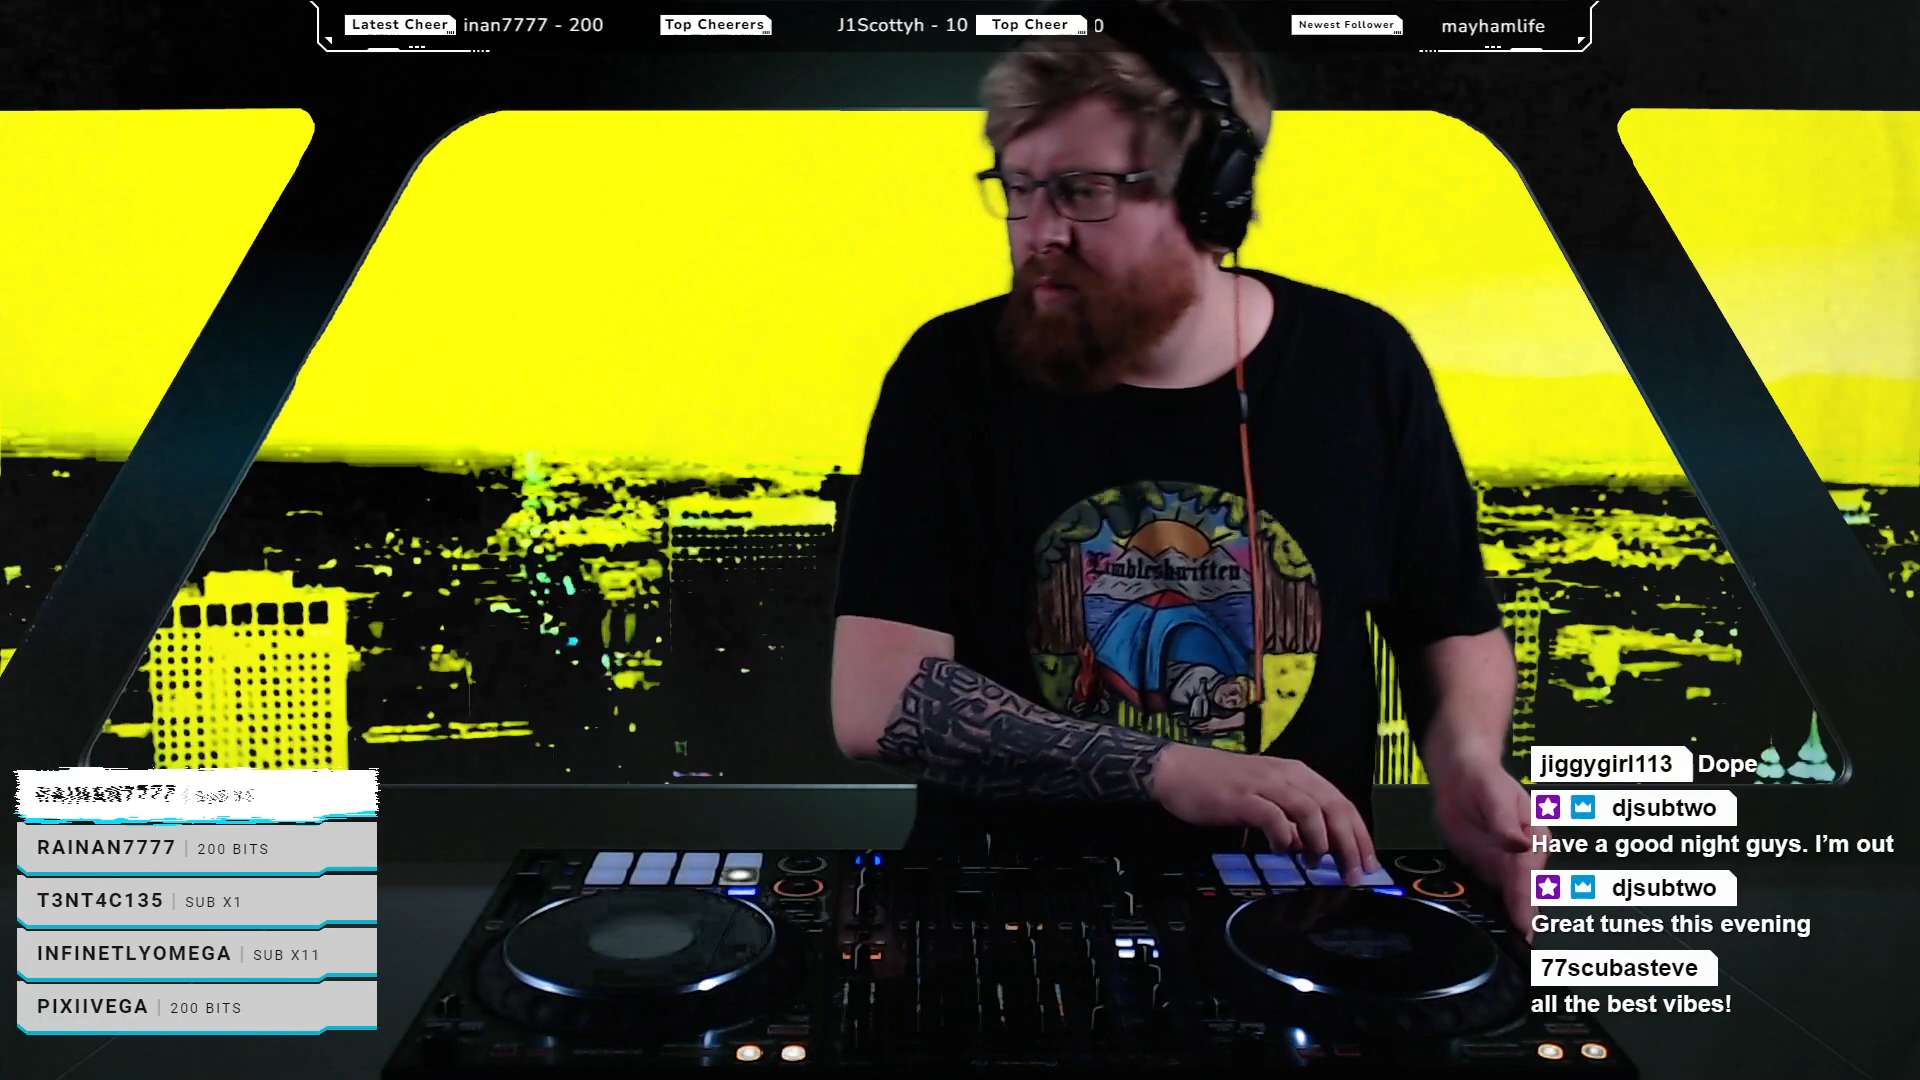 Latest Cheer
inan7777 - 200
Top Cheerers
J1Scottyh - 10
Top Cheer
0
Newest Follower
mayhamlife
RAINAN7777 | 200 BITS
T3NT4C135 | SUB X1
INFINETLYOMEGA | SUB X11
PIXIIVEGA | 200 BITS
jiggygirl113 Dope
djsubtwo
Have a good night guys. I’m out
djsubtwo
Great tunes this evening
77scubasteve
all the best vibes!